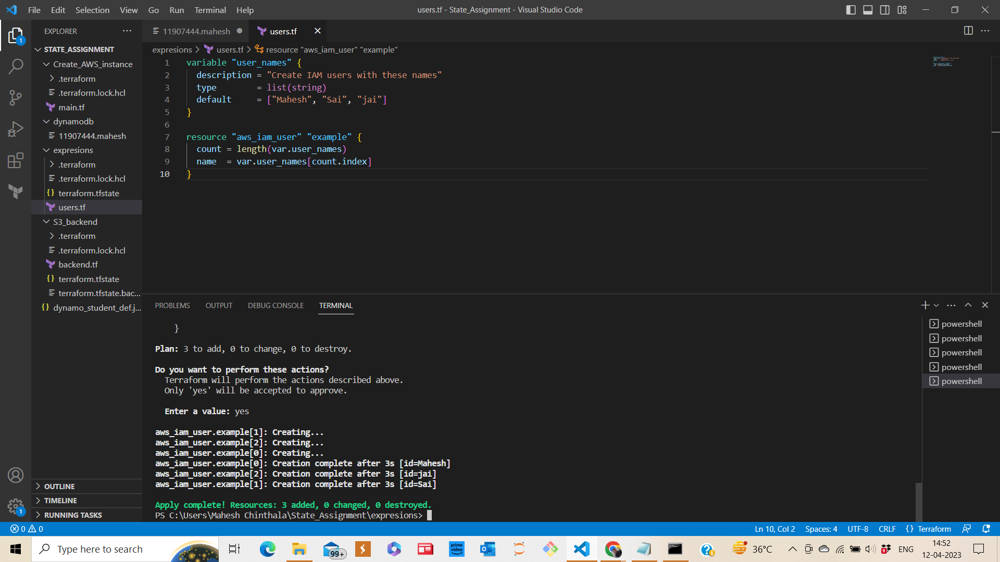 File Edit Selection View Go Run Terminal Help
users.tf - State_Assignment - Visual Studio Code
EXPLORER
STATE_ASSIGNMENT
Create_AWS_instance
.terraform
.terraform.lock.hcl
main.tf
dynamodb
11907444.mahesh
expresions
.terraform
.terraform.lock.hcl
terraform.tfstate
users.tf
S3_backend
.terraform
.terraform.lock.hcl
backend.tf
terraform.tfstate
terraform.tfstate.bac...
dynamo_student_def.j...
OUTLINE
TIMELINE
RUNNING TASKS
1
1
11907444.mahesh
users.tf
expresions > users.tf > resource "aws_iam_user" "example"
1 variable "user_names" {
2 description = "Create IAM users with these names"
3 type = list(string)
4 default = ["Mahesh", "Sai", "jai"]
5 }
6
7 resource "aws_iam_user" "example" {
8 count = length(var.user_names)
9 name = var.user_names[count.index]
10 }
PROBLEMS OUTPUT DEBUG CONSOLE TERMINAL
}
Plan: 3 to add, 0 to change, 0 to destroy.
Do you want to perform these actions?
Terraform will perform the actions described above.
Only 'yes' will be accepted to approve.
Enter a value: yes
aws_iam_user.example[1]: Creating...
aws_iam_user.example[2]: Creating...
aws_iam_user.example[0]: Creating...
aws_iam_user.example[0]: Creation complete after 3s [id=Mahesh]
aws_iam_user.example[2]: Creation complete after 3s [id=jai]
aws_iam_user.example[1]: Creation complete after 3s [id=Sai]
Apply complete! Resources: 3 added, 0 changed, 0 destroyed.
PS C:\Users\Mahesh Chinthala\State_Assignment\expresions>
powershell
powershell
powershell
powershell
powershell
0 0
Ln 10, Col 2 Spaces: 4 UTF-8 CRLF {} Terraform
Type here to search
99+
prime video
36°C
ENG
14:52
12-04-2023